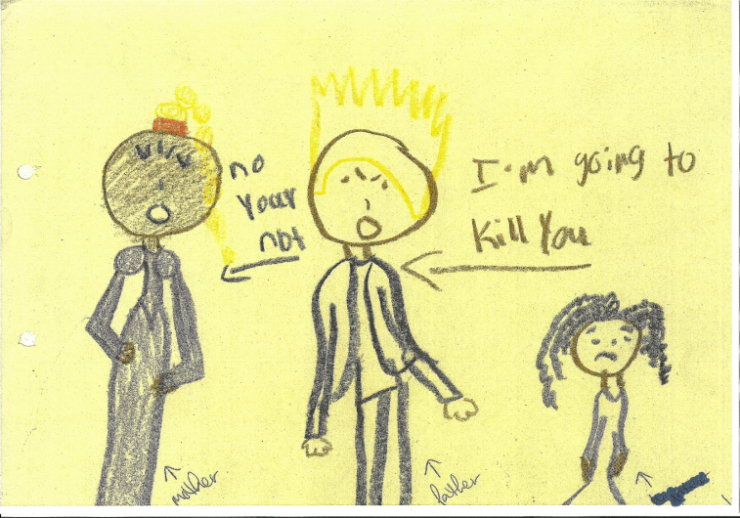 no
Your
not
I'm going to
Kill You
mother
father